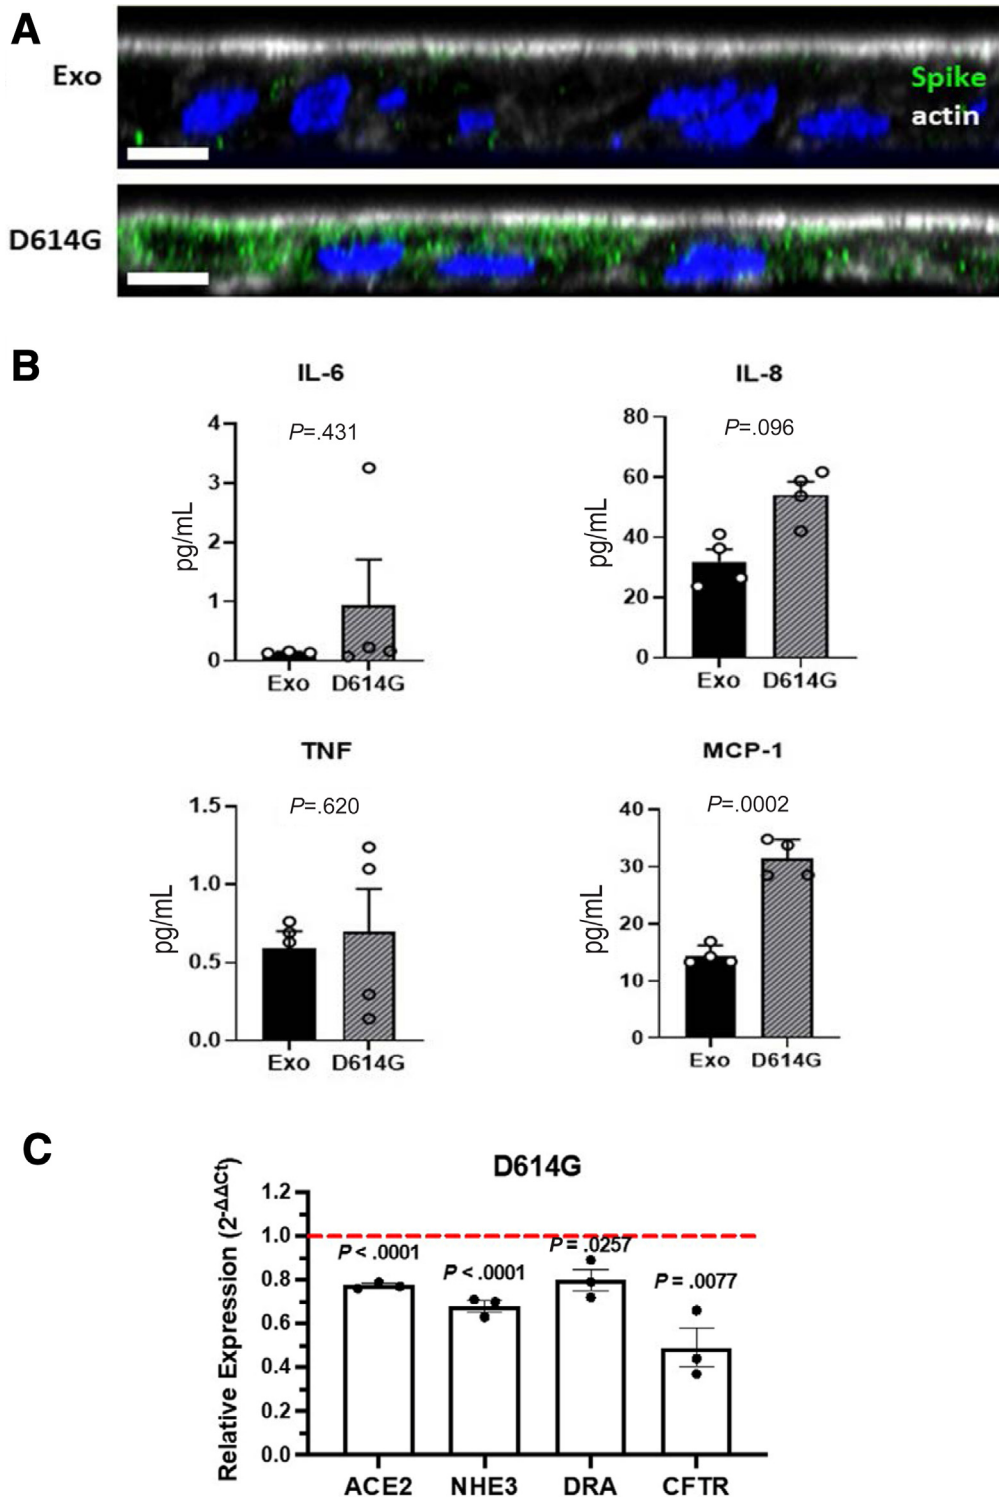 A
Exo
Spike
actin
D614G
B
IL-6
P=.431
4
3
2
1
0
pg/mL
Exo D614G
IL-8
P=.096
80
60
40
20
0
pg/mL
Exo D614G
TNF
P=.620
1.5
1.0
0.5
0.0
pg/mL
Exo D614G
MCP-1
P=.0002
40
30
20
10
0
pg/mL
Exo D614G
C
D614G
Relative Expression (2-ΔΔCt)
1.2
1.0
0.8
0.6
0.4
0.2
0.0
P < .0001
P < .0001
P = .0257
P = .0077
ACE2 NHE3 DRA CFTR